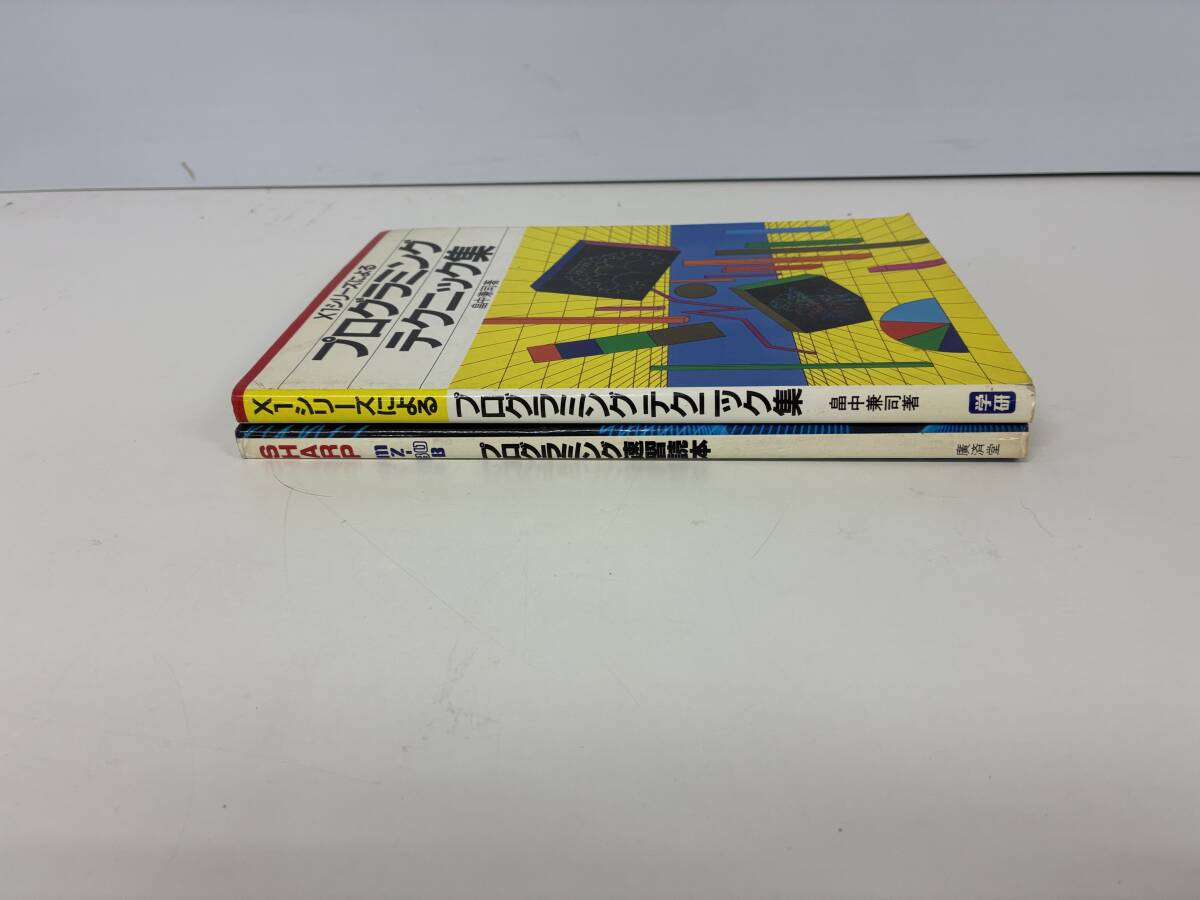 X1シリーズによる
プログラミング
テクニック集
畠中兼司著
X1シリーズによる プログラミングテクニック集 畠中兼司著 学研
SHARP MZ-80B プログラミング速習読本 廣済堂